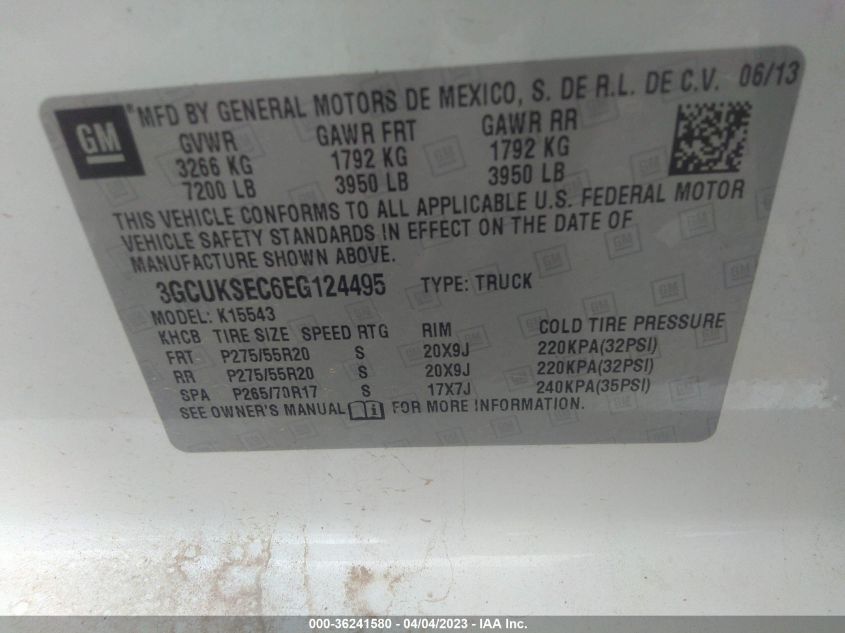 GM ® MFD BY GENERAL MOTORS DE MEXICO, S. DE R.L. DE C.V. 06/13
GVWR GAWR FRT GAWR RR
3266 KG 1792 KG 1792 KG
7200 LB 3950 LB 3950 LB
THIS VEHICLE CONFORMS TO ALL APPLICABLE U.S. FEDERAL MOTOR
VEHICLE SAFETY STANDARDS IN EFFECT ON THE DATE OF
MANUFACTURE SHOWN ABOVE.
3GCUKSEC6EG124495 TYPE: TRUCK
MODEL: K15543
KHCB TIRE SIZE SPEED RTG RIM COLD TIRE PRESSURE
FRT P275/55R20 S 20X9J 220KPA(32PSI)
RR P275/55R20 S 20X9J 220KPA(32PSI)
SPA P265/70R17 S 17X7J 240KPA(35PSI)
SEE OWNER'S MANUAL FOR MORE INFORMATION.
000-36241580 - 04/04/2023 - IAA Inc.